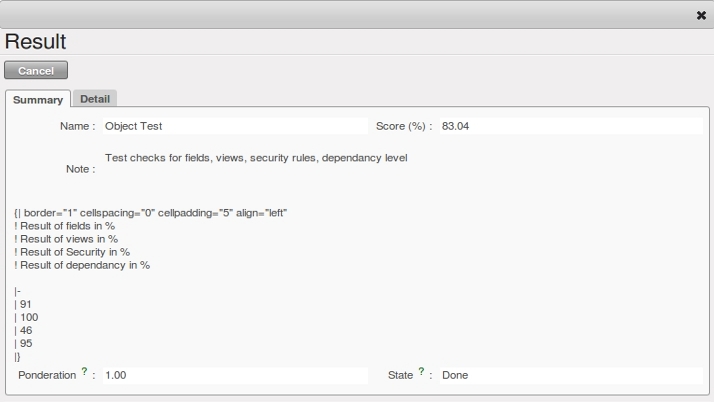 Result
Cancel
Summary Detail
Name : Object Test Score (%) : 83.04
Test checks for fields, views, security rules, dependancy level
Note :
{| border="1" cellspacing="0" cellpadding="5" align="left"
! Result of fields in %
! Result of views in %
! Result of Security in %
! Result of dependancy in %
|-
| 91
| 100
| 46
| 95
|}
Ponderation ? : 1.00 State ? : Done